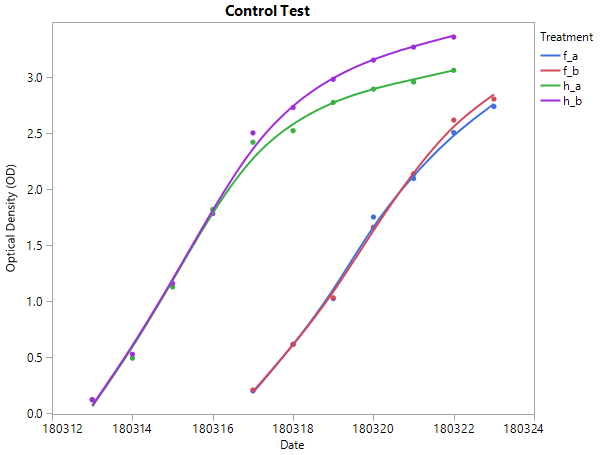 Control Test
Treatment
f_a
f_b
h_a
h_b
Optical Density (OD)
3.0
2.5
2.0
1.5
1.0
0.5
0.0
180312 180314 180316 180318 180320 180322 180324
Date